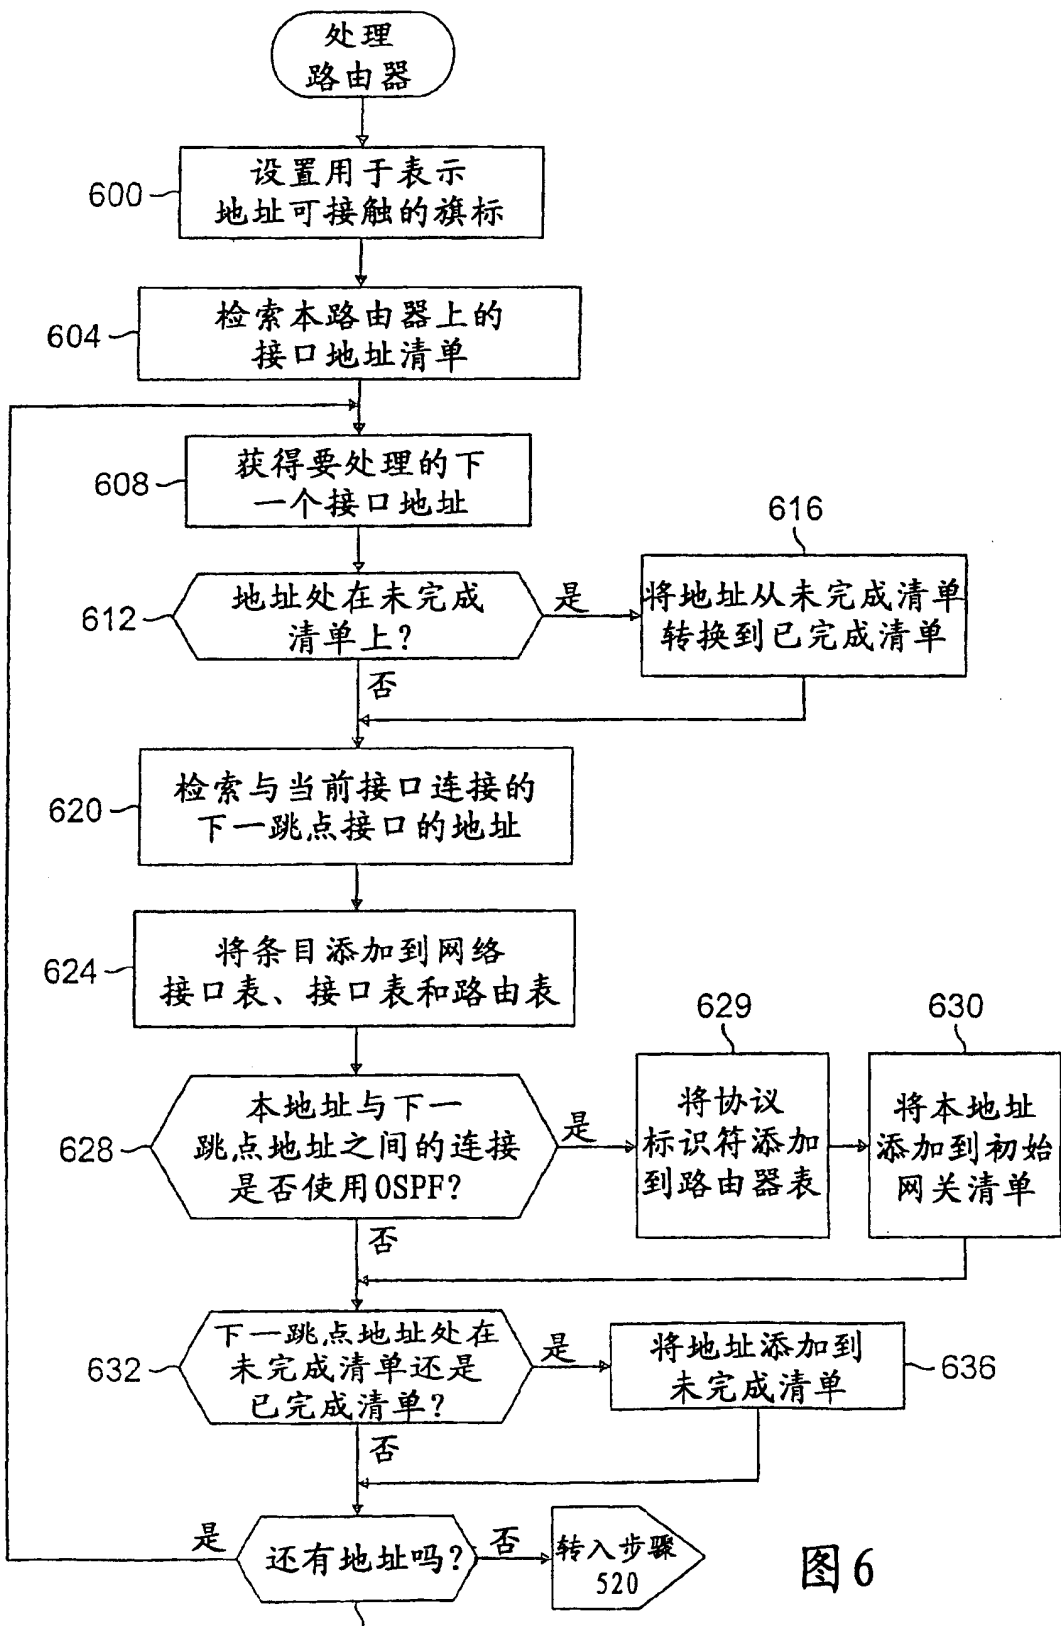 处理
路由器
600
设置用于表示
地址可接触的旗标
604
检索本路由器上的
接口地址清单
608
获得要处理的下
一个接口地址
612
地址处在未完成
清单上?
是
616
将地址从未完成清单
转换到已完成清单
否
620
检索与当前接口连接的
下一跳点接口的地址
624
将条目添加到网络
接口表、接口表和路由表
628
本地址与下一
跳点地址之间的连接
是否使用OSPF?
是
629
将协议
标识符添加
到路由器表
630
将本地址
添加到初始
网关清单
否
632
下一跳点地址处在
未完成清单还是
已完成清单?
是
将地址添加到
未完成清单
636
否
是
还有地址吗?
否
转入步骤
520
图6